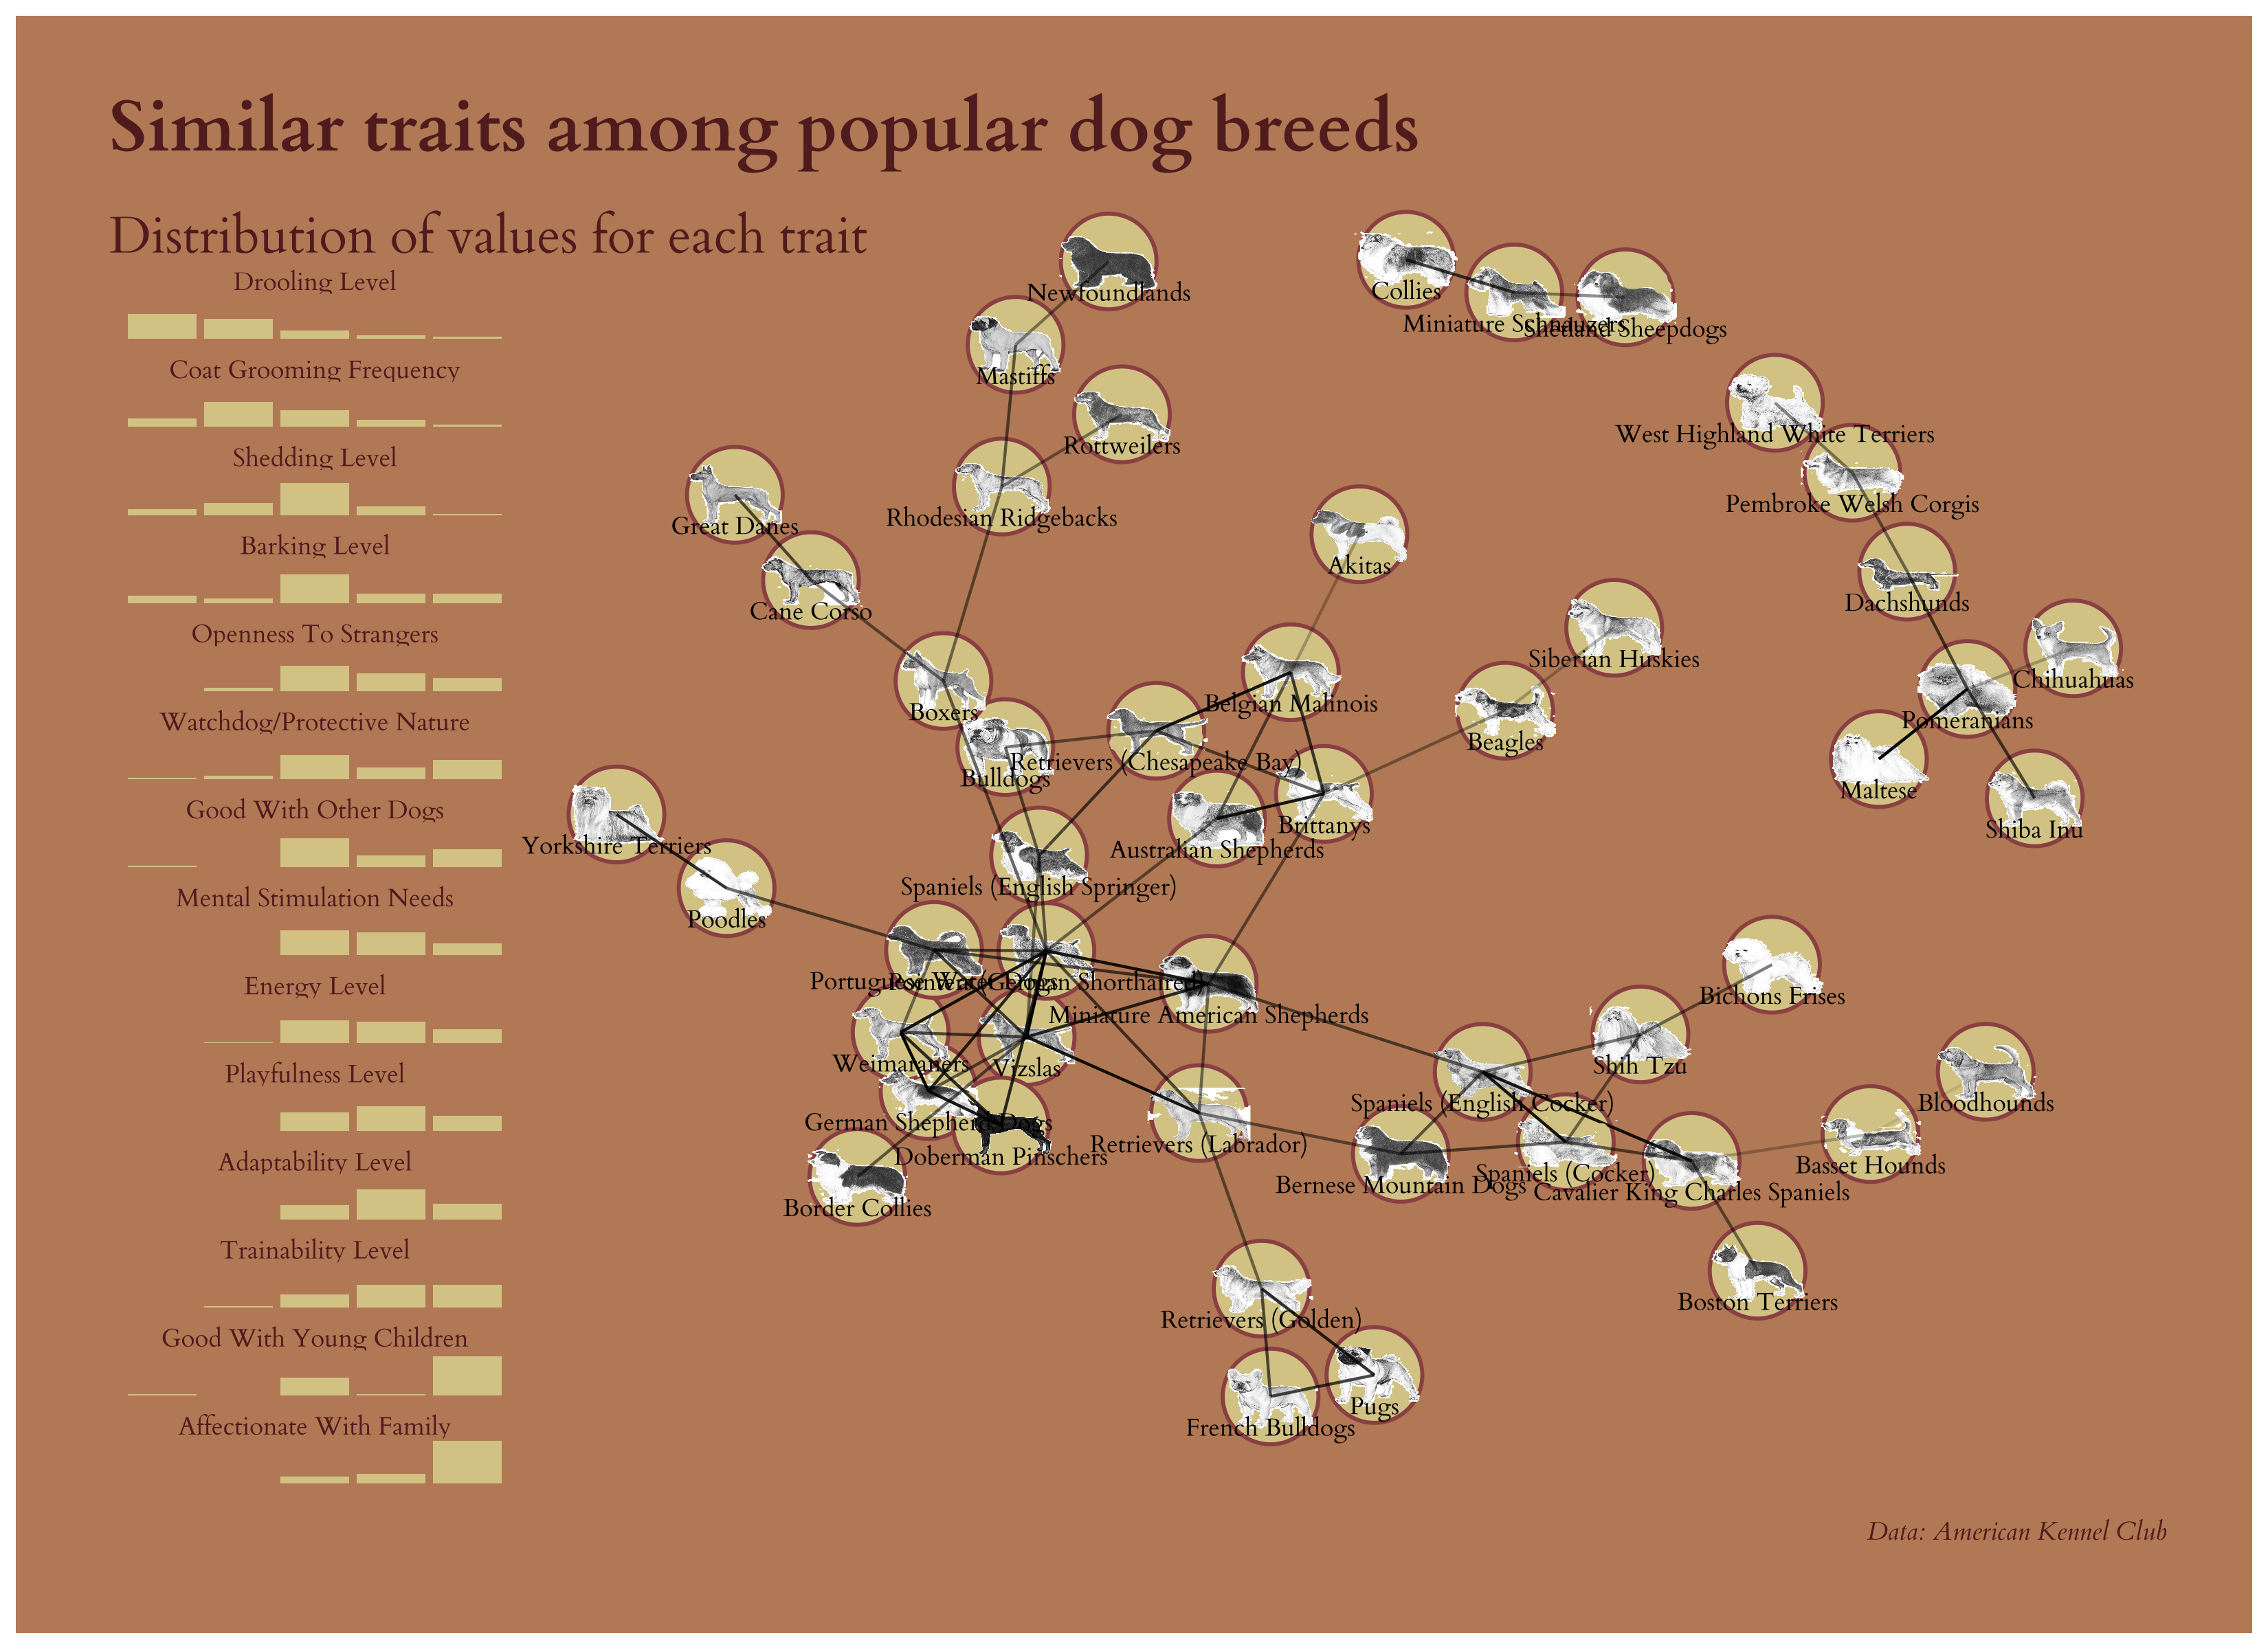 Similar traits among popular dog breeds
Distribution of values for each trait
Drooling Level
Coat Grooming Frequency
Shedding Level
Barking Level
Openness To Strangers
Watchdog/Protective Nature
Good With Other Dogs
Mental Stimulation Needs
Energy Level
Playfulness Level
Adaptability Level
Trainability Level
Good With Young Children
Affectionate With Family
Newfoundlands
Collies
Miniature Schnauzers
Shetland Sheepdogs
Mastiffs
West Highland White Terriers
Rottweilers
Pembroke Welsh Corgis
Rhodesian Ridgebacks
Great Danes
Akitas
Dachshunds
Cane Corso
Siberian Huskies
Chihuahuas
Belgian Malinois
Boxers
Pomeranians
Beagles
Retrievers (Chesapeake Bay)
Bulldogs
Maltese
Brittanys
Shiba Inu
Yorkshire Terriers
Australian Shepherds
Spaniels (English Springer)
Poodles
Portuguese Water Dogs
Pointers (German Shorthaired)
Bichons Frises
Miniature American Shepherds
Weimaraners
Vizslas
Shih Tzu
Spaniels (English Cocker)
Bloodhounds
German Shepherd Dogs
Retrievers (Labrador)
Doberman Pinschers
Basset Hounds
Spaniels (Cocker)
Bernese Mountain Dogs
Cavalier King Charles Spaniels
Border Collies
Boston Terriers
Retrievers (Golden)
Pugs
French Bulldogs
Data: American Kennel Club